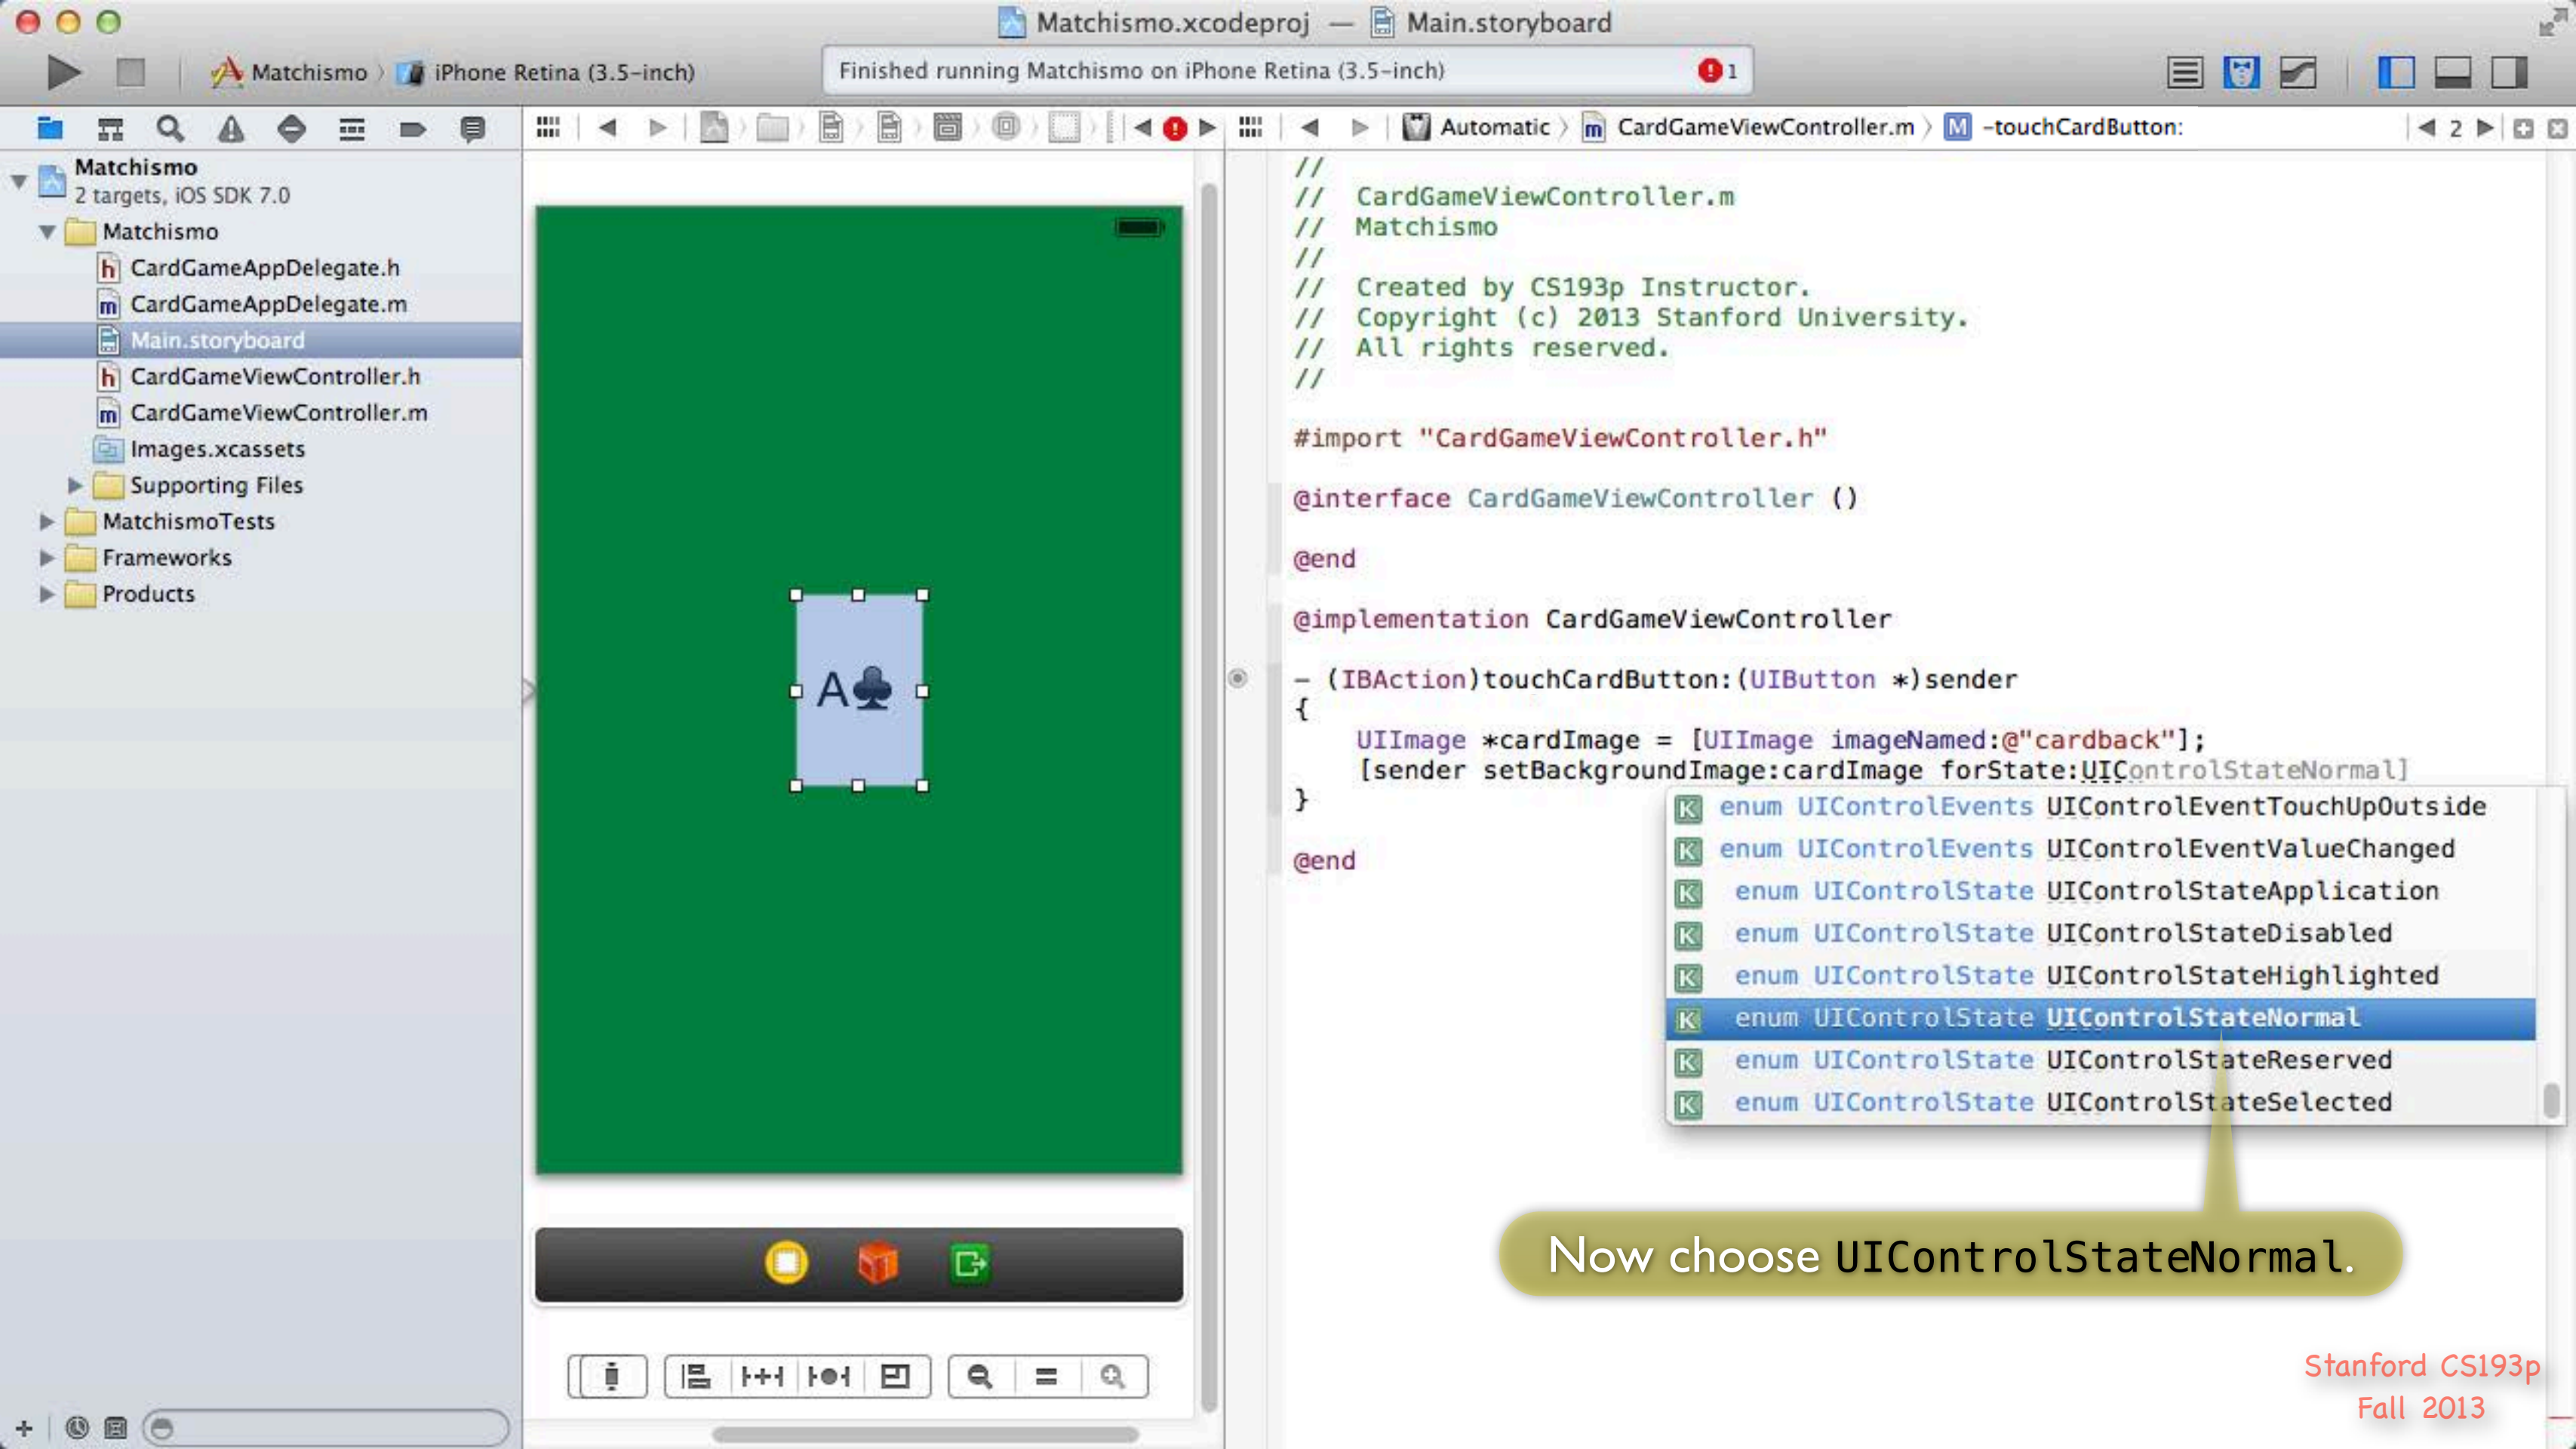 Matchismo.xcodeproj — Main.storyboard
Matchismo iPhone Retina (3.5-inch)
Finished running Matchismo on iPhone Retina (3.5-inch) 1
Automatic CardGameViewController.m M -touchCardButton: 2
Matchismo
2 targets, iOS SDK 7.0
Matchismo
h CardGameAppDelegate.h
m CardGameAppDelegate.m
Main.storyboard
h CardGameViewController.h
m CardGameViewController.m
Images.xcassets
Supporting Files
MatchismoTests
Frameworks
Products
A♣
//
// CardGameViewController.m
// Matchismo
//
// Created by CS193p Instructor.
// Copyright (c) 2013 Stanford University.
// All rights reserved.
//
#import "CardGameViewController.h"
@interface CardGameViewController ()
@end
@implementation CardGameViewController
- (IBAction)touchCardButton:(UIButton *)sender
{
UIImage *cardImage = [UIImage imageNamed:@"cardback"];
[sender setBackgroundImage:cardImage forState:UIControlStateNormal]
}
@end
K enum UIControlEvents UIControlEventTouchUpOutside
K enum UIControlEvents UIControlEventValueChanged
K enum UIControlState UIControlStateApplication
K enum UIControlState UIControlStateDisabled
K enum UIControlState UIControlStateHighlighted
K enum UIControlState UIControlStateNormal
K enum UIControlState UIControlStateReserved
K enum UIControlState UIControlStateSelected
Now choose UIControlStateNormal.
Stanford CS193p
Fall 2013